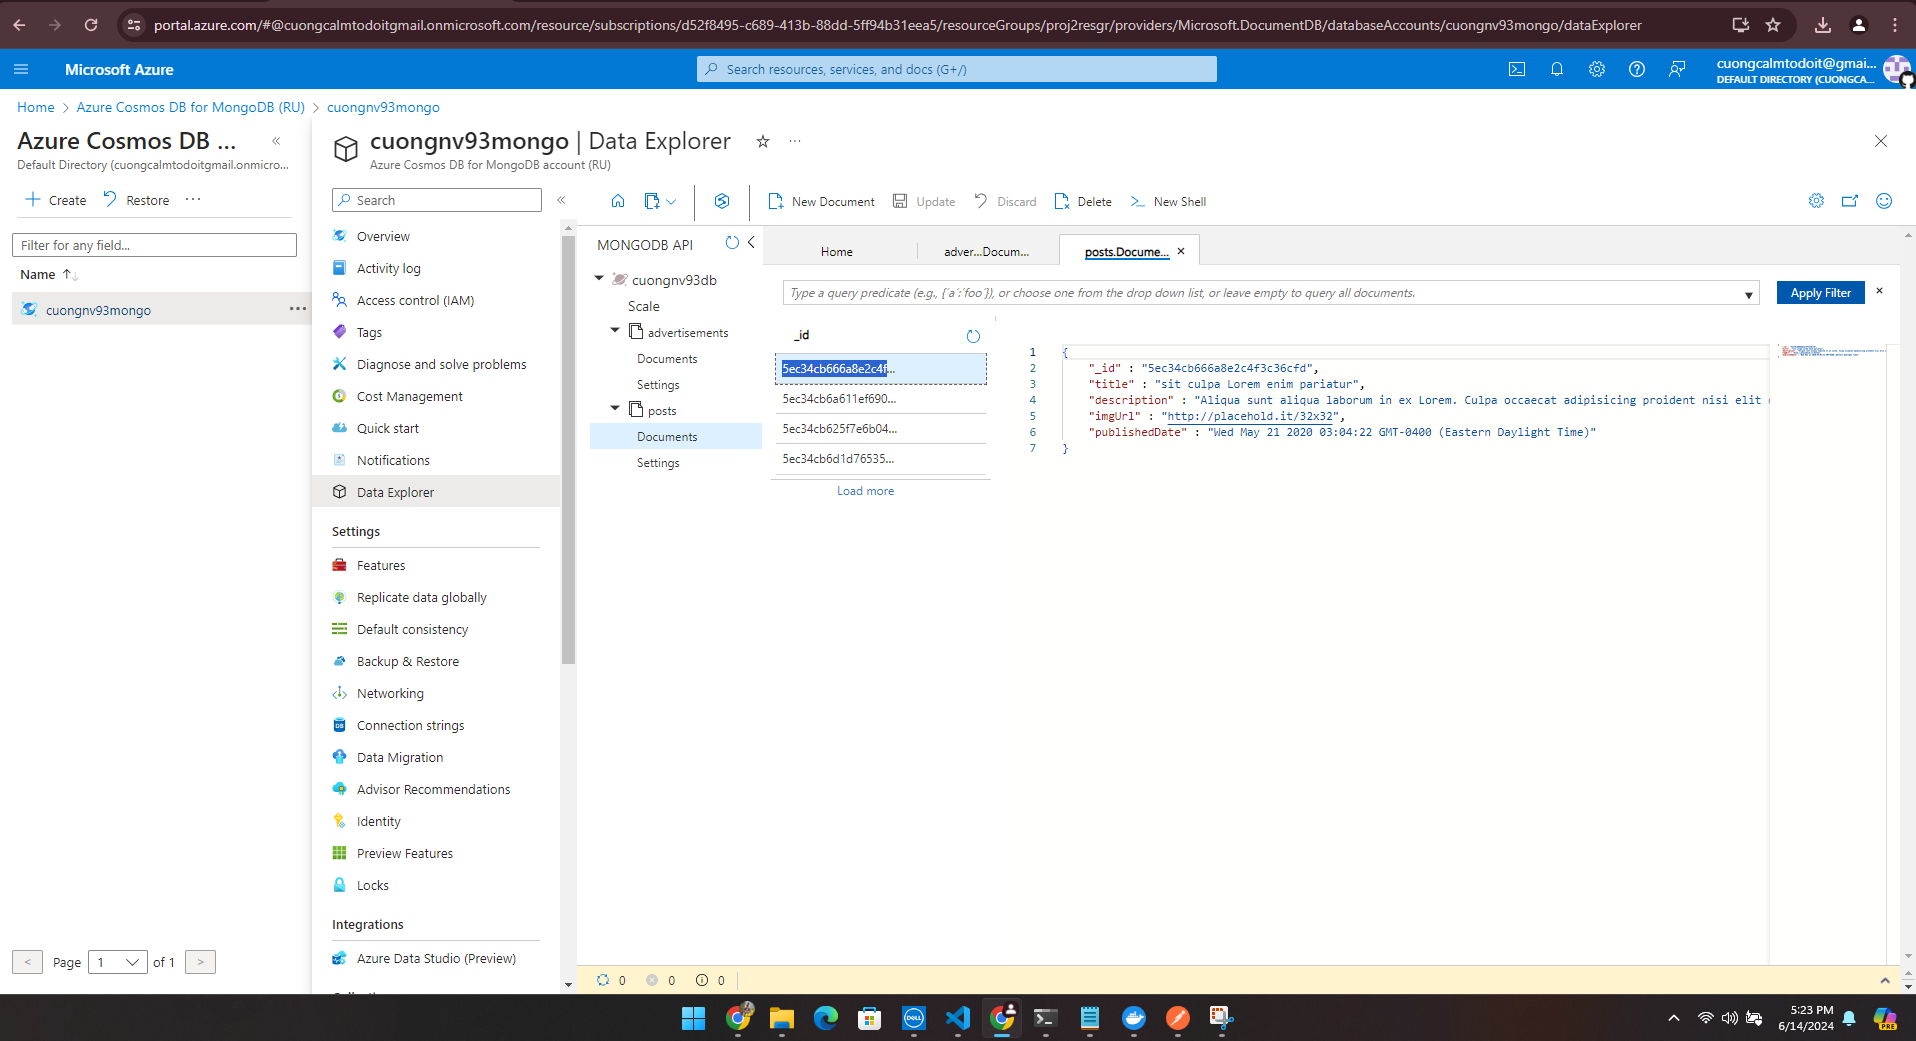 portal.azure.com/#@cuongcalmtodoitgmail.onmicrosoft.com/resource/subscriptions/d52f8495-c689-413b-88dd-5ff94b31eea5/resourceGroups/proj2resgr/providers/Microsoft.DocumentDB/databaseAccounts/cuongnv93mongo/dataExplorer
Microsoft Azure
Search resources, services, and docs (G+/)
cuongcalmtodoit@gmai...
DEFAULT DIRECTORY (CUONGCA...
Home > Azure Cosmos DB for MongoDB (RU) > cuongnv93mongo
Azure Cosmos DB ...
Default Directory (cuongcalmtodoitgmail.onmicro...
Create
Restore
...
Filter for any field...
Name
cuongnv93mongo
...
< Page 1 of 1 >
cuongnv93mongo | Data Explorer
...
Azure Cosmos DB for MongoDB account (RU)
Search
Overview
Activity log
Access control (IAM)
Tags
Diagnose and solve problems
Cost Management
Quick start
Notifications
Data Explorer
Settings
Features
Replicate data globally
Default consistency
Backup & Restore
Networking
Connection strings
Data Migration
Advisor Recommendations
Identity
Preview Features
Locks
Integrations
Azure Data Studio (Preview)
New Document
Update
Discard
Delete
New Shell
MONGODB API
cuongnv93db
Scale
advertisements
Documents
Settings
posts
Documents
Settings
Home
adver...Docum...
posts.Docume...
Type a query predicate (e.g., {´a´:´foo´}), or choose one from the drop down list, or leave empty to query all documents.
Apply Filter
_id
5ec34cb666a8e2c4f...
5ec34cb6a611ef690...
5ec34cb625f7e6b04...
5ec34cb6d1d76535...
Load more
1 {
2 "_id" : "5ec34cb666a8e2c4f3c36cfd",
3 "title" : "sit culpa Lorem enim pariatur",
4 "description" : "Aliqua sunt aliqua laborum in ex Lorem. Culpa occaecat adipisicing proident nisi elit
5 "imgUrl" : "http://placehold.it/32x32",
6 "publishedDate" : "Wed May 21 2020 03:04:22 GMT-0400 (Eastern Daylight Time)"
7 }
0 0 0
DELL
PRE
5:23 PM
6/14/2024